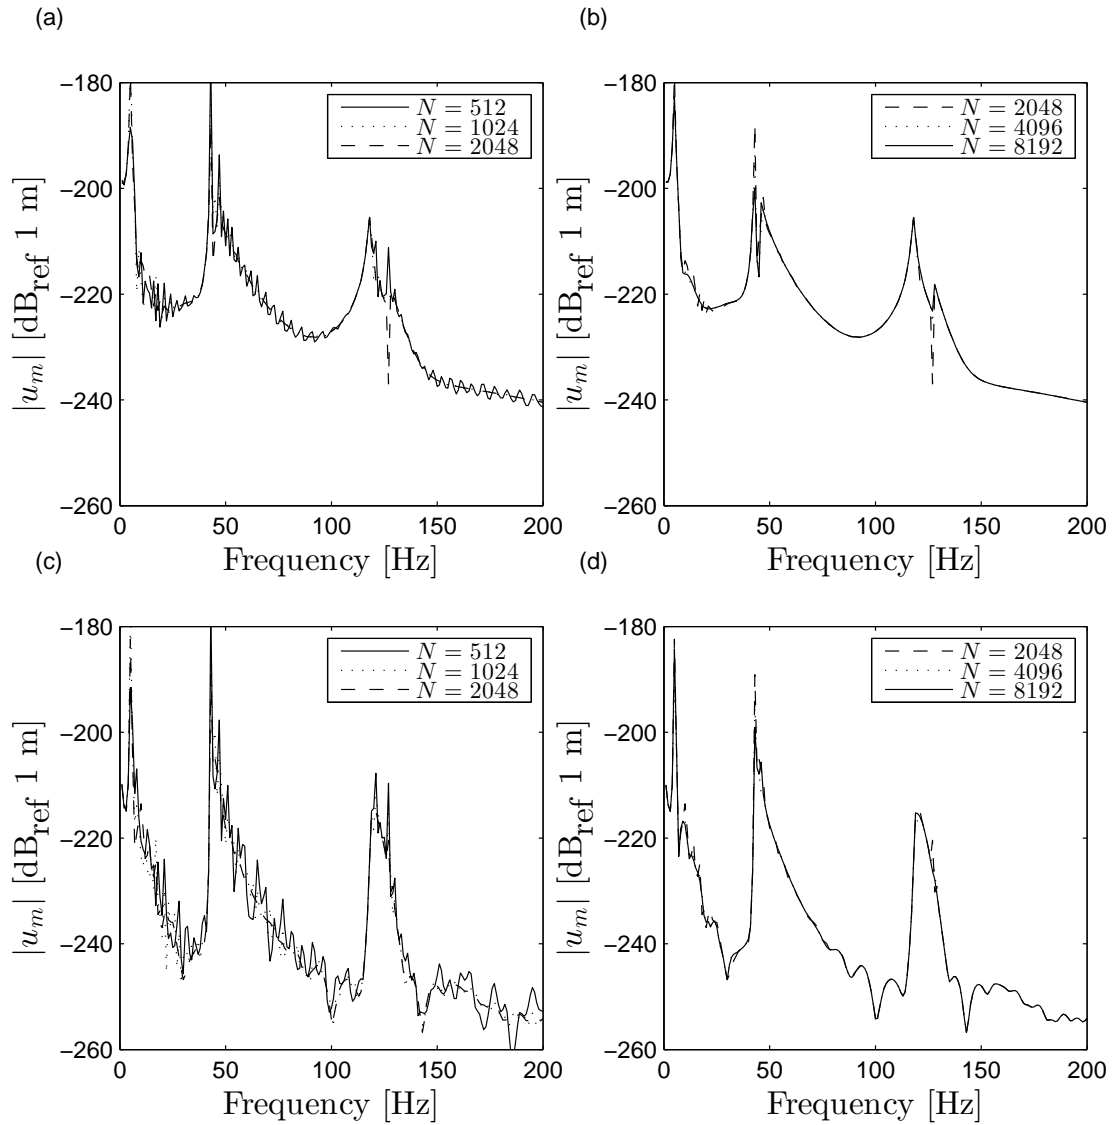 (a)
(b)
−180
−200
−220
−240
−260
0 50 100 150 200
Frequency [Hz]
|u_m| [dB_ref 1 m]
N = 512
N = 1024
N = 2048
−180
−200
−220
−240
−260
0 50 100 150 200
Frequency [Hz]
|u_m| [dB_ref 1 m]
N = 2048
N = 4096
N = 8192
(c)
(d)
−180
−200
−220
−240
−260
0 50 100 150 200
Frequency [Hz]
|u_m| [dB_ref 1 m]
N = 512
N = 1024
N = 2048
−180
−200
−220
−240
−260
0 50 100 150 200
Frequency [Hz]
|u_m| [dB_ref 1 m]
N = 2048
N = 4096
N = 8192